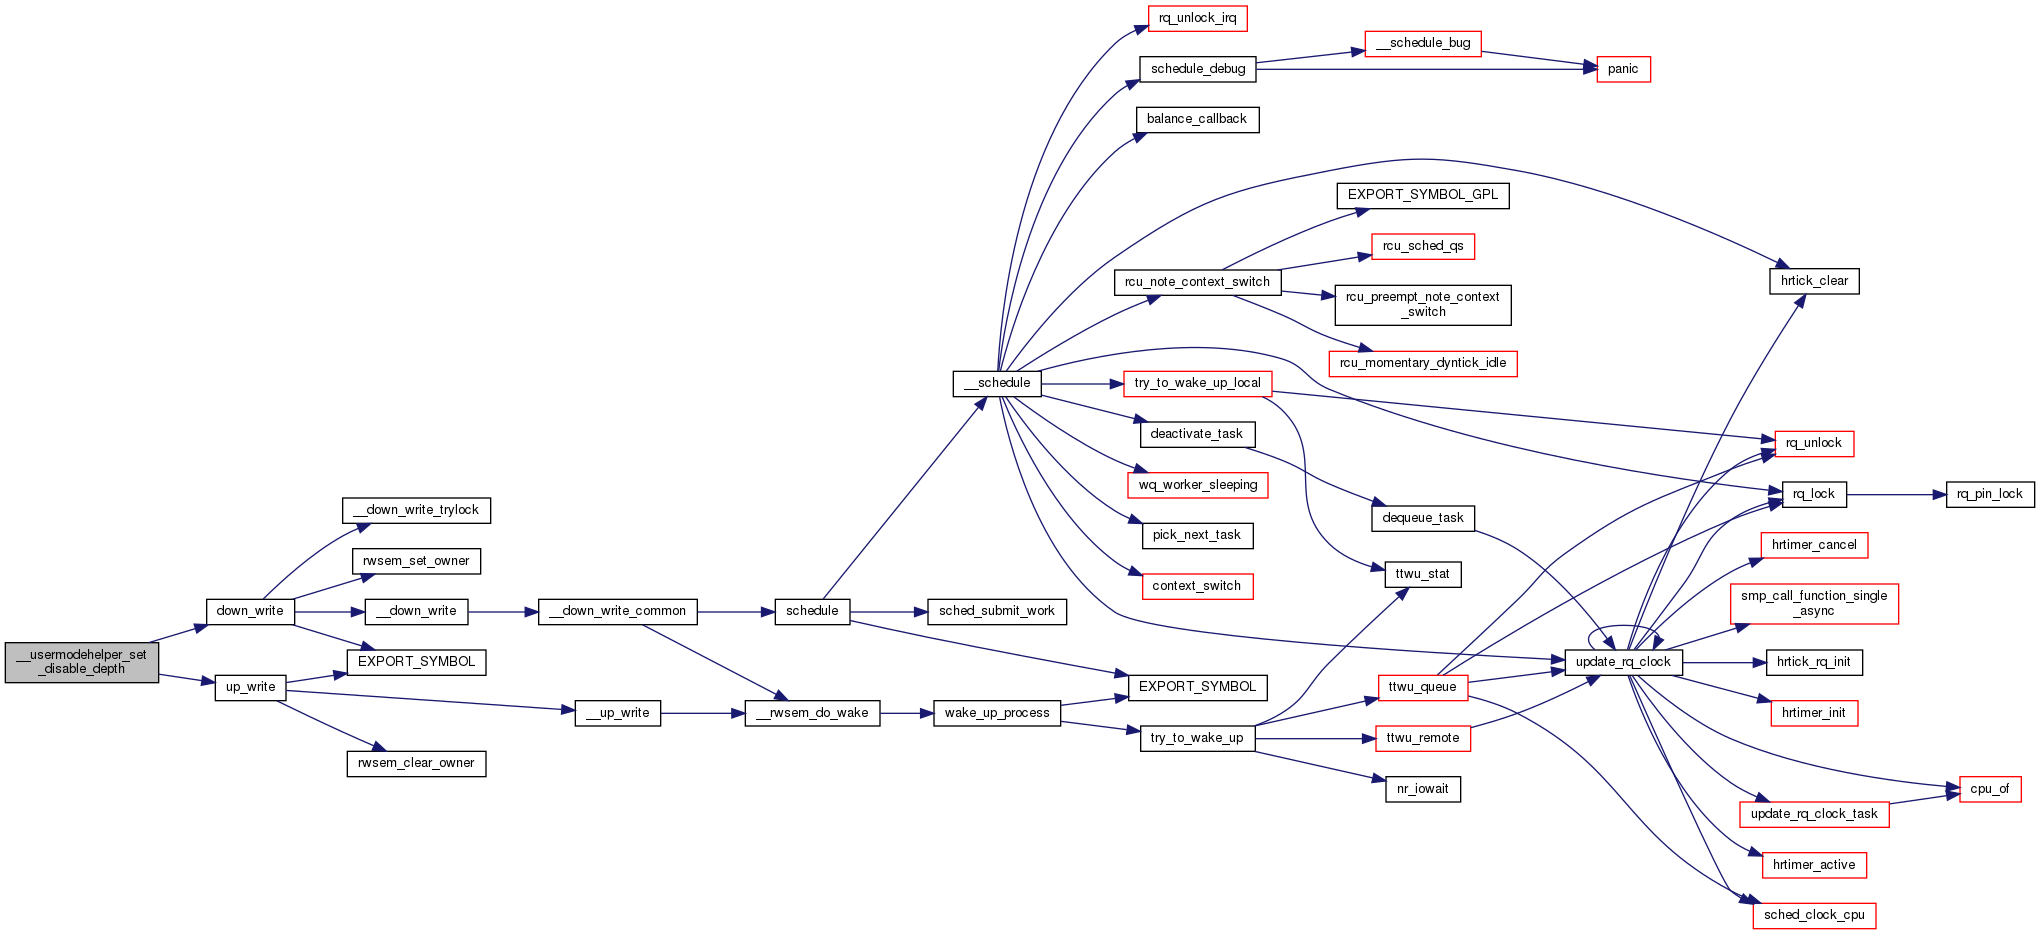 rq_unlock_irq
__schedule_bug
schedule_debug
panic
balance_callback
EXPORT_SYMBOL_GPL
rcu_sched_qs
rcu_note_context_switch
hrtick_clear
rcu_preempt_note_context
_switch
rcu_momentary_dyntick_idle
__schedule
try_to_wake_up_local
deactivate_task
rq_unlock
wq_worker_sleeping
rq_lock
rq_pin_lock
__down_write_trylock
dequeue_task
pick_next_task
hrtimer_cancel
rwsem_set_owner
ttwu_stat
context_switch
smp_call_function_single
_async
down_write
__down_write
__down_write_common
schedule
sched_submit_work
__usermodehelper_set
_disable_depth
EXPORT_SYMBOL
update_rq_clock
hrtick_rq_init
up_write
EXPORT_SYMBOL
ttwu_queue
__up_write
__rwsem_do_wake
wake_up_process
hrtimer_init
try_to_wake_up
ttwu_remote
rwsem_clear_owner
nr_iowait
cpu_of
update_rq_clock_task
hrtimer_active
sched_clock_cpu